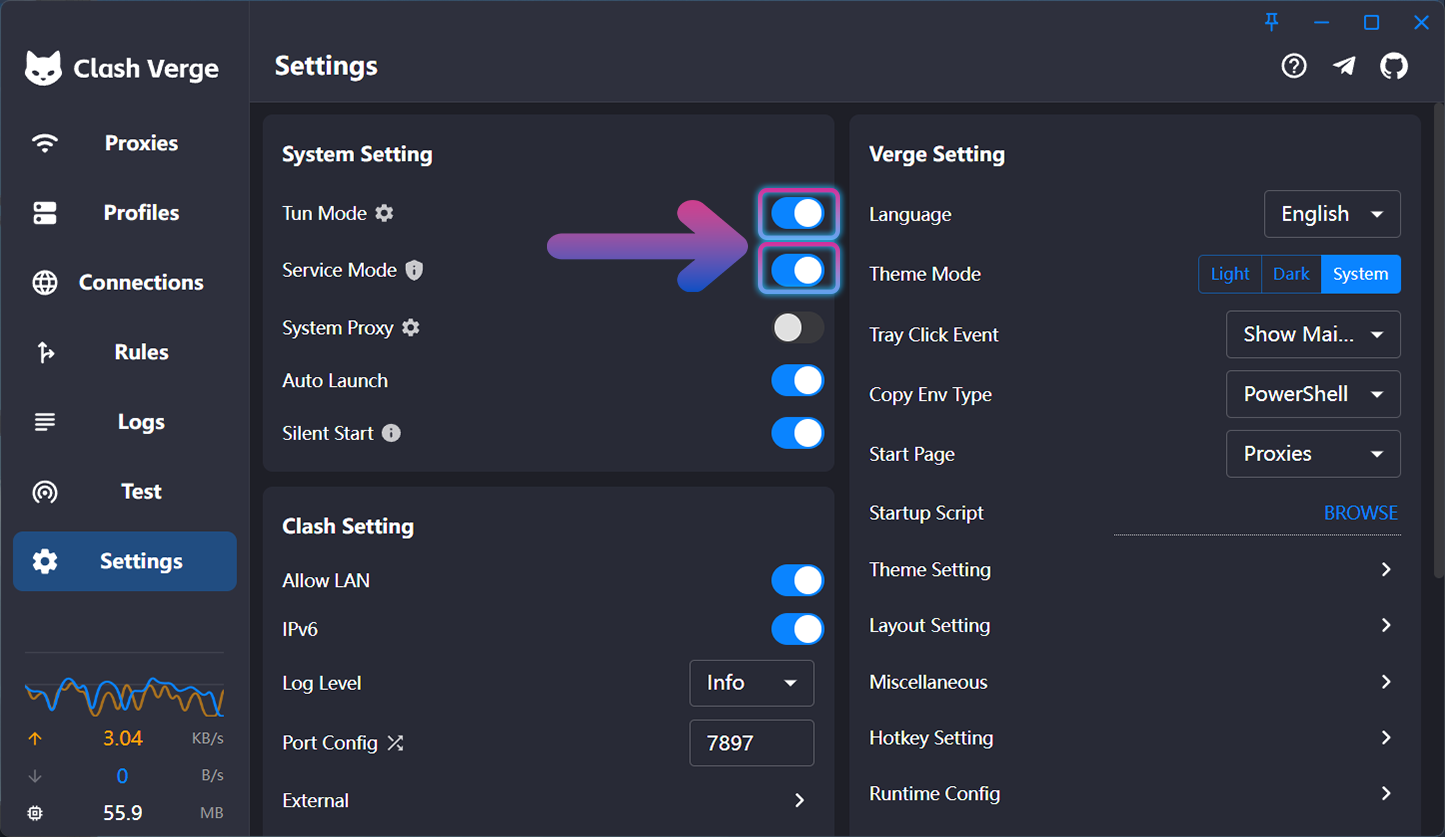 Clash Verge
Proxies
Profiles
Connections
Rules
Logs
Test
Settings
3.04 KB/s
0 B/s
55.9 MB
Settings
System Setting
Tun Mode
Service Mode
System Proxy
Auto Launch
Silent Start
Clash Setting
Allow LAN
IPv6
Log Level Info
Port Config 7897
External
Verge Setting
Language English
Theme Mode Light Dark System
Tray Click Event Show Mai...
Copy Env Type PowerShell
Start Page Proxies
Startup Script BROWSE
Theme Setting
Layout Setting
Miscellaneous
Hotkey Setting
Runtime Config